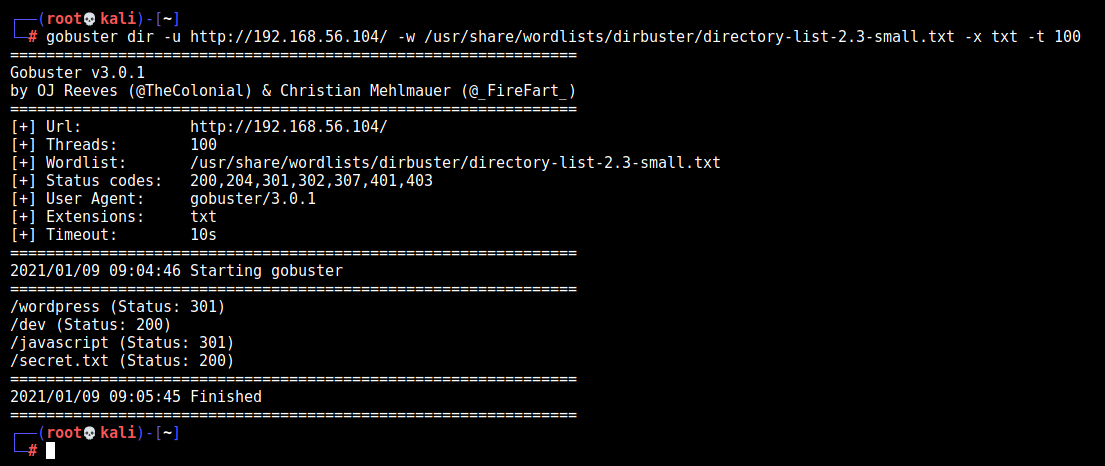 ┌──(root💀kali)-[~]
└─# gobuster dir -u http://192.168.56.104/ -w /usr/share/wordlists/dirbuster/directory-list-2.3-small.txt -x txt -t 100
===============================================================
Gobuster v3.0.1
by OJ Reeves (@TheColonial) & Christian Mehlmauer (@_FireFart_)
===============================================================
[+] Url:            http://192.168.56.104/
[+] Threads:        100
[+] Wordlist:       /usr/share/wordlists/dirbuster/directory-list-2.3-small.txt
[+] Status codes:   200,204,301,302,307,401,403
[+] User Agent:     gobuster/3.0.1
[+] Extensions:     txt
[+] Timeout:        10s
===============================================================
2021/01/09 09:04:46 Starting gobuster
===============================================================
/wordpress (Status: 301)
/dev (Status: 200)
/javascript (Status: 301)
/secret.txt (Status: 200)
===============================================================
2021/01/09 09:05:45 Finished
===============================================================
┌──(root💀kali)-[~]
└─#